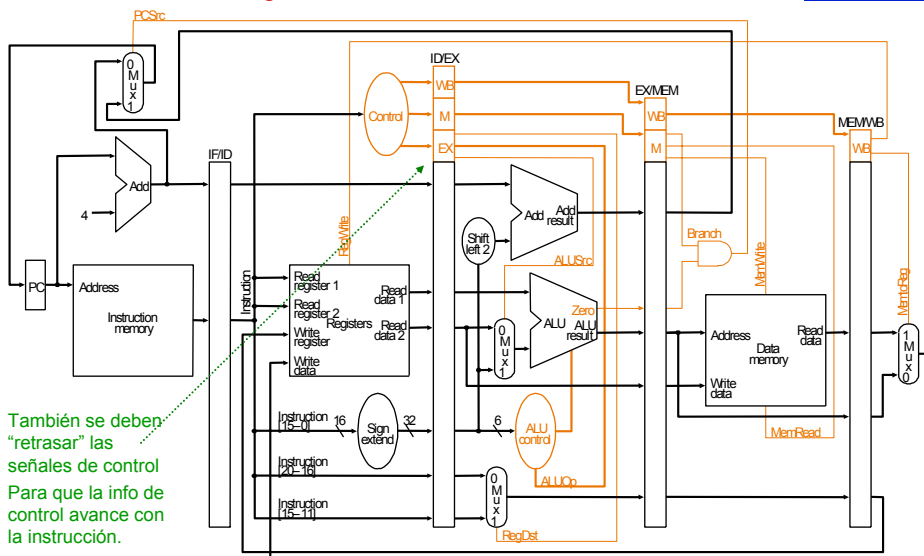 PCSrc
0
M
u
x
1
ID/EX
WB
EX/MEM
Control
M
WB
MEM/WB
EX
M
WB
IF/ID
Add
4
RegWrite
Add Add
result
Shift
left 2
Branch
ALUSrc
MemWrite
MemtoReg
PC
Address
Instruction
memory
Instruction
Read
register 1
Read
data 1
Read
register 2
Registers
Read
data 2
Write
register
Write
data
0
M
u
x
1
Zero
ALU
ALU
result
Address
Read
data
Data
memory
Write
data
1
M
u
x
0
Instruction
[15–0]
16
Sign
extend
32
6
ALU
control
MemRead
Instruction
[20–16]
ALUOp
0
M
u
x
1
Instruction
[15–11]
RegDst
También se deben
“retrasar” las
señales de control
Para que la info de
control avance con
la instrucción.